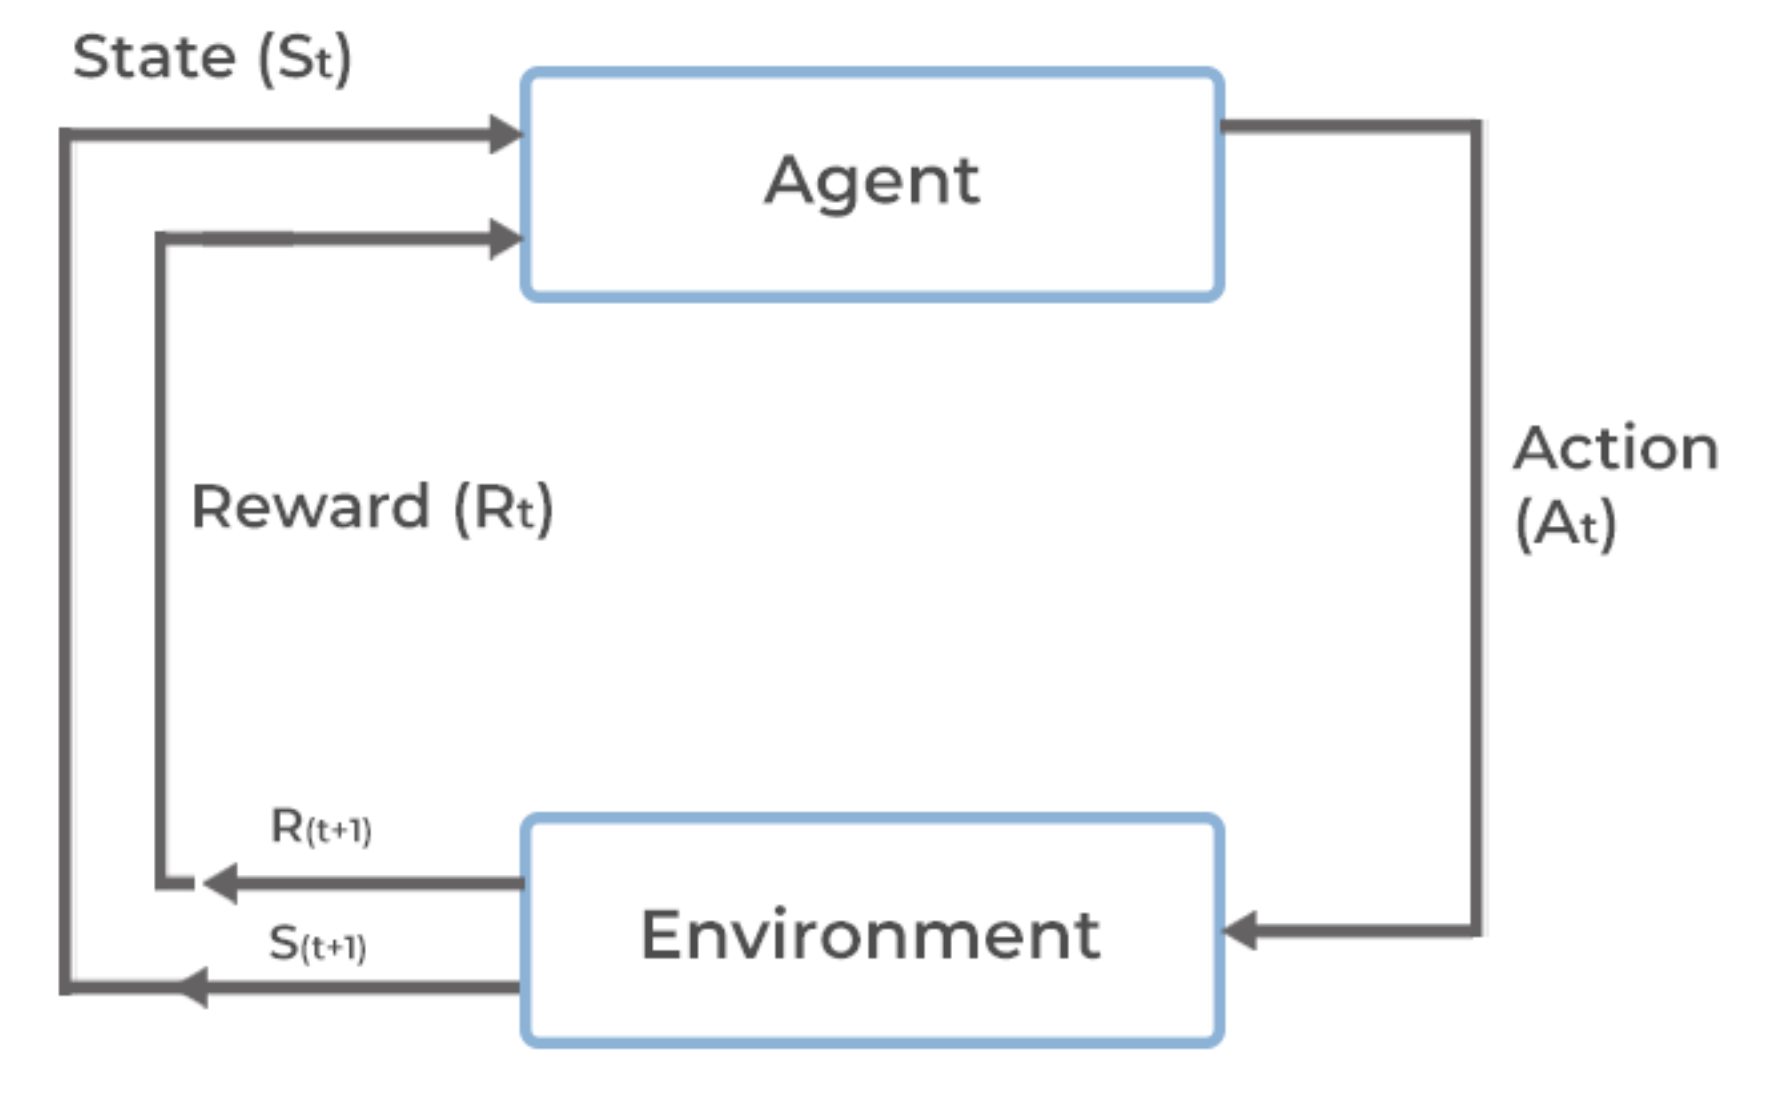 State (St)
Agent
Action
(At)
Reward (Rt)
R(t+1)
S(t+1)
Environment